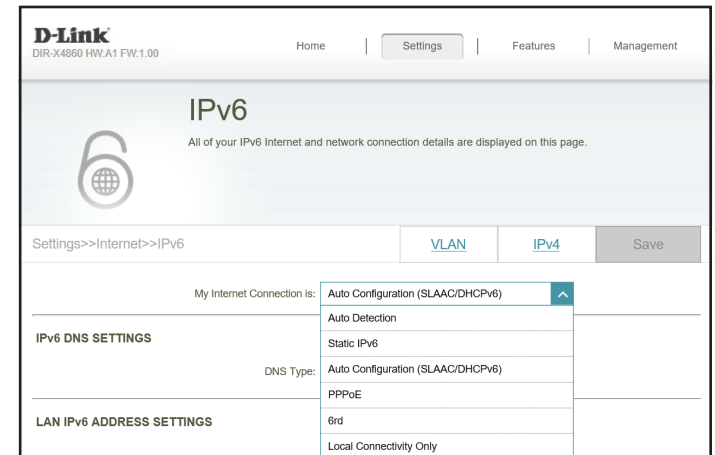 D-Link
DIR-X4860 HW:A1 FW:1.00
Home
Settings
Features
Management
IPv6
All of your IPv6 Internet and network connection details are displayed on this page.
Settings>>Internet>>IPv6
VLAN
IPv4
Save
My Internet Connection is: Auto Configuration (SLAAC/DHCPv6)
Auto Detection
IPv6 DNS SETTINGS
Static IPv6
DNS Type: Auto Configuration (SLAAC/DHCPv6)
PPPoE
LAN IPv6 ADDRESS SETTINGS
6rd
Local Connectivity Only